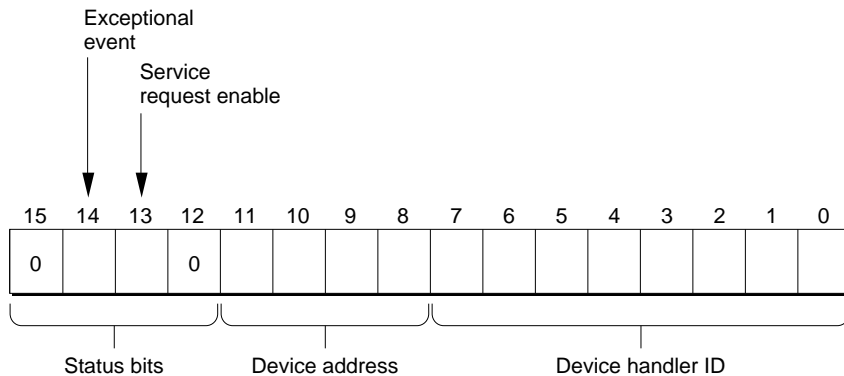 Exceptional
event
Service
request enable
15 14 13 12 11 10 9 8 7 6 5 4 3 2 1 0
0 0
Status bits Device address Device handler ID